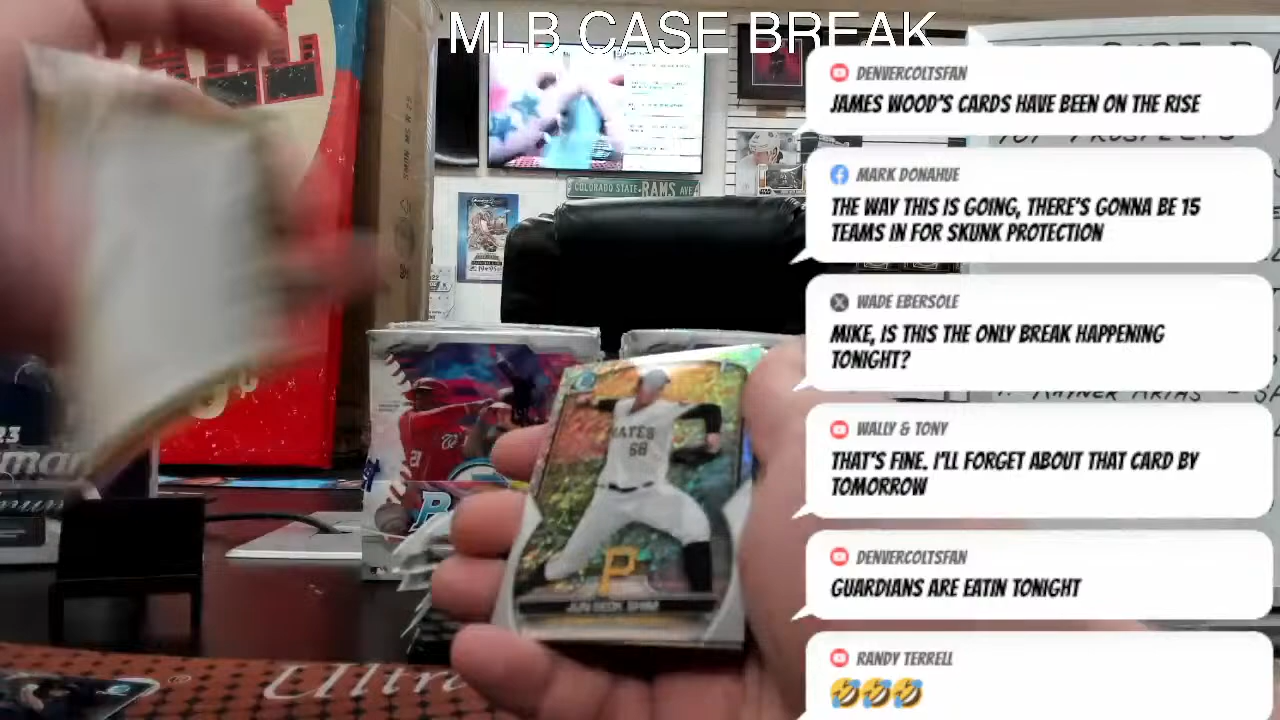 MLB CASE BREAK
DENVERCOLTSFAN
JAMES WOOD'S CARDS HAVE BEEN ON THE RISE
MARK DONAHUE
THE WAY THIS IS GOING, THERE'S GONNA BE 15
TEAMS IN FOR SKUNK PROTECTION
WADE EBERSOLE
MIKE, IS THIS THE ONLY BREAK HAPPENING
TONIGHT?
WALLY & TONY
THAT'S FINE. I'LL FORGET ABOUT THAT CARD BY
TOMORROW
DENVERCOLTSFAN
GUARDIANS ARE EATIN TONIGHT
RANDY TERRELL
🤣🤣🤣
COLORADO STATE RAMS AVE
PIRATES
68
P
JUN-SEOK SHIM
23
Ultra